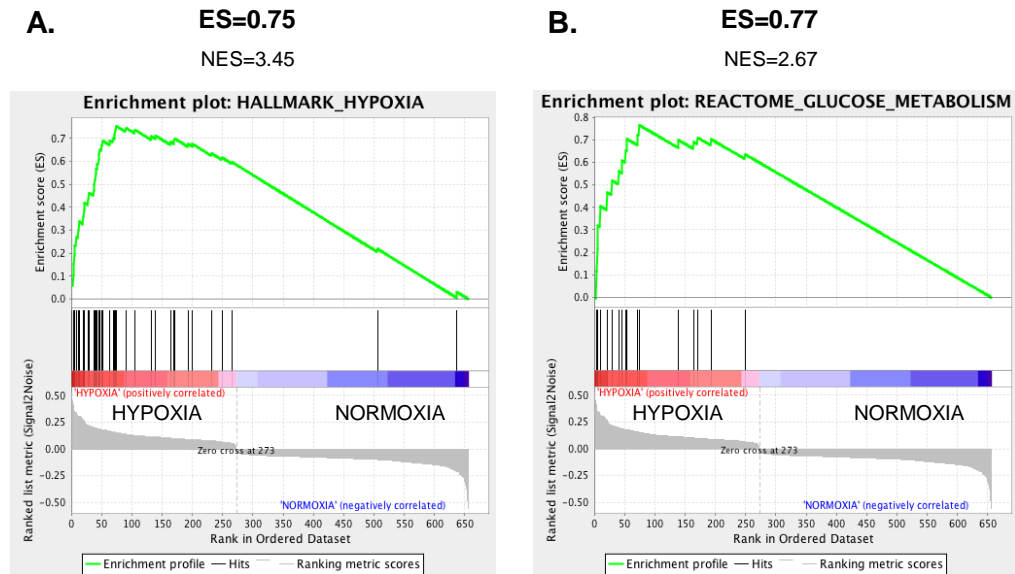 A.
ES=0.75
NES=3.45
Enrichment plot: HALLMARK_HYPOXIA
Enrichment score (ES)
0.7
0.6
0.5
0.4
0.3
0.2
0.1
0.0
'HYPOXIA' (positively correlated)
HYPOXIA
NORMOXIA
Ranked list metric (Signal2Noise)
0.50
0.25
0.00
−0.25
−0.50
Zero cross at 273
'NORMOXIA' (negatively correlated)
0 50 100 150 200 250 300 350 400 450 500 550 600 650
Rank in Ordered Dataset
Enrichment profile Hits Ranking metric scores
B.
ES=0.77
NES=2.67
Enrichment plot: REACTOME_GLUCOSE_METABOLISM
Enrichment score (ES)
0.8
0.7
0.6
0.5
0.4
0.3
0.2
0.1
0.0
'HYPOXIA' (positively correlated)
HYPOXIA
NORMOXIA
Ranked list metric (Signal2Noise)
0.50
0.25
0.00
−0.25
−0.50
Zero cross at 273
'NORMOXIA' (negatively correlated)
0 50 100 150 200 250 300 350 400 450 500 550 600 650
Rank in Ordered Dataset
Enrichment profile Hits Ranking metric scores